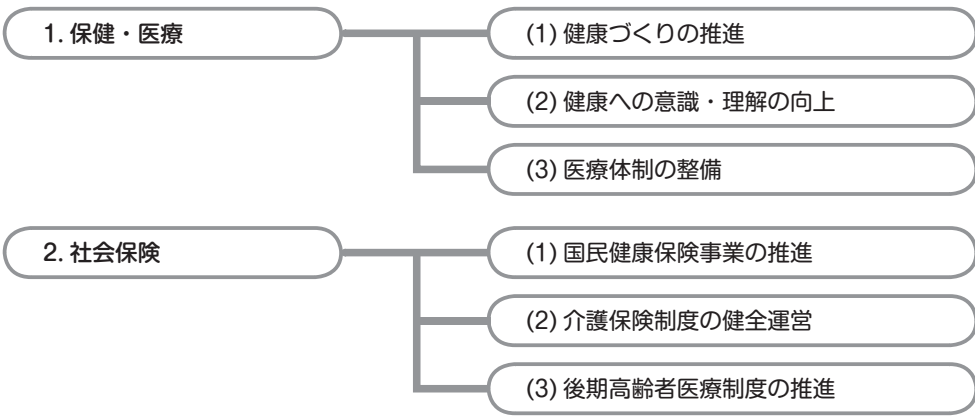 1. 保健・医療
(1) 健康づくりの推進
(2) 健康への意識・理解の向上
(3) 医療体制の整備
2. 社会保険
(1) 国民健康保険事業の推進
(2) 介護保険制度の健全運営
(3) 後期高齢者医療制度の推進